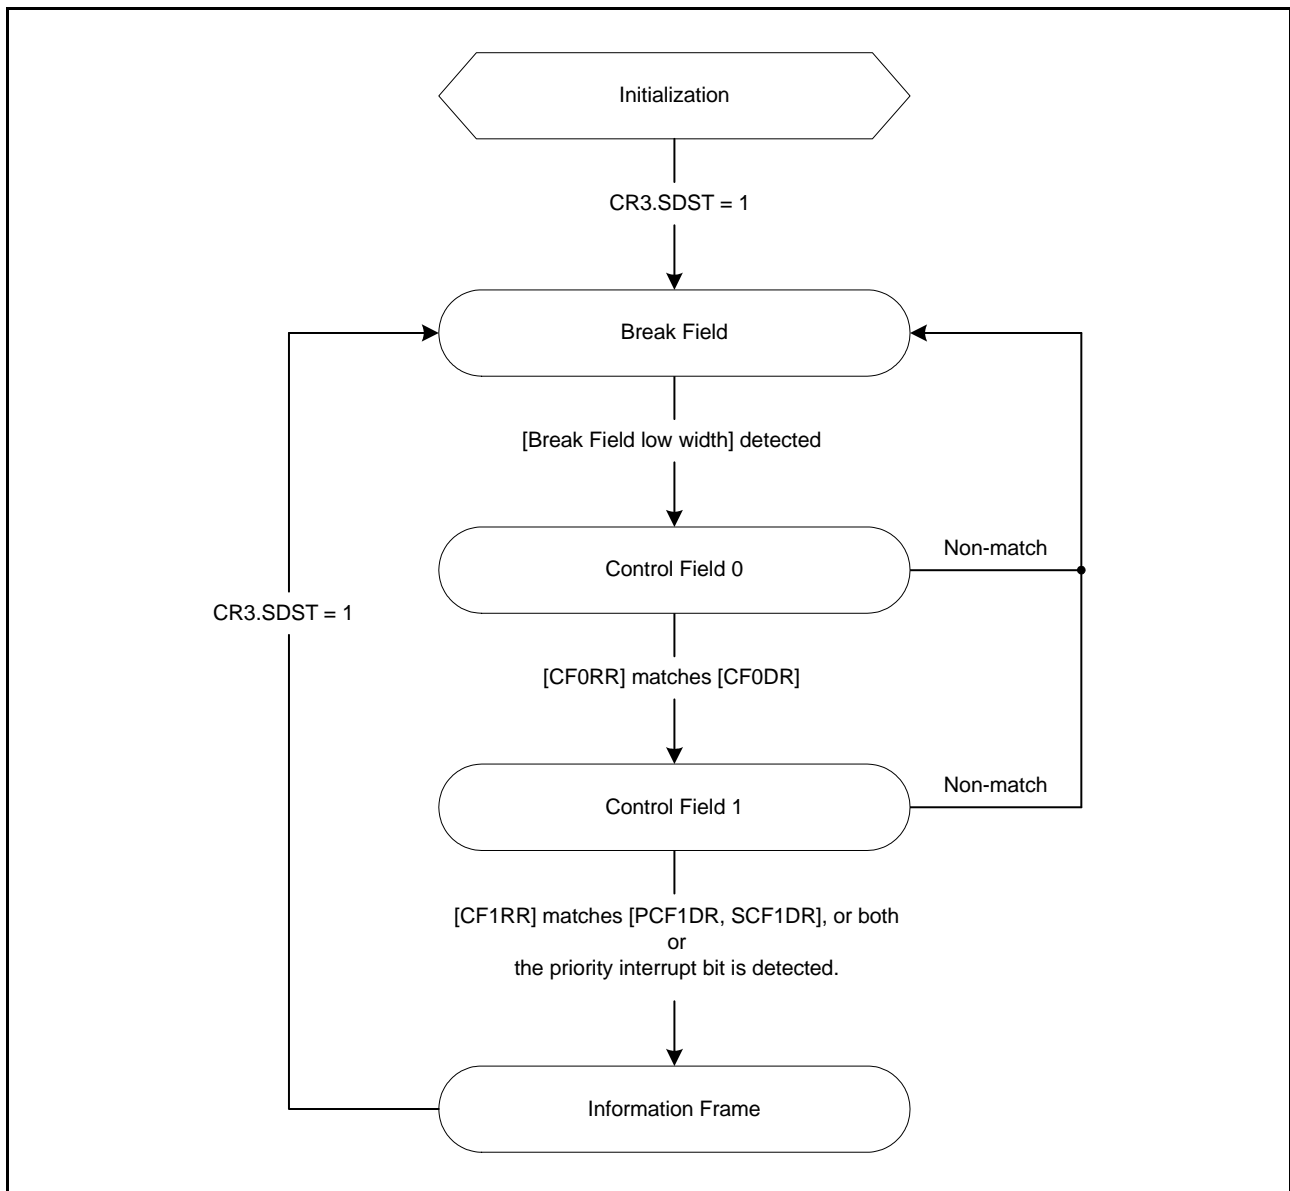 Initialization
CR3.SDST = 1
Break Field
[Break Field low width] detected
Control Field 0
Non-match
CR3.SDST = 1
[CF0RR] matches [CF0DR]
Control Field 1
Non-match
[CF1RR] matches [PCF1DR, SCF1DR], or both
or
the priority interrupt bit is detected.
Information Frame